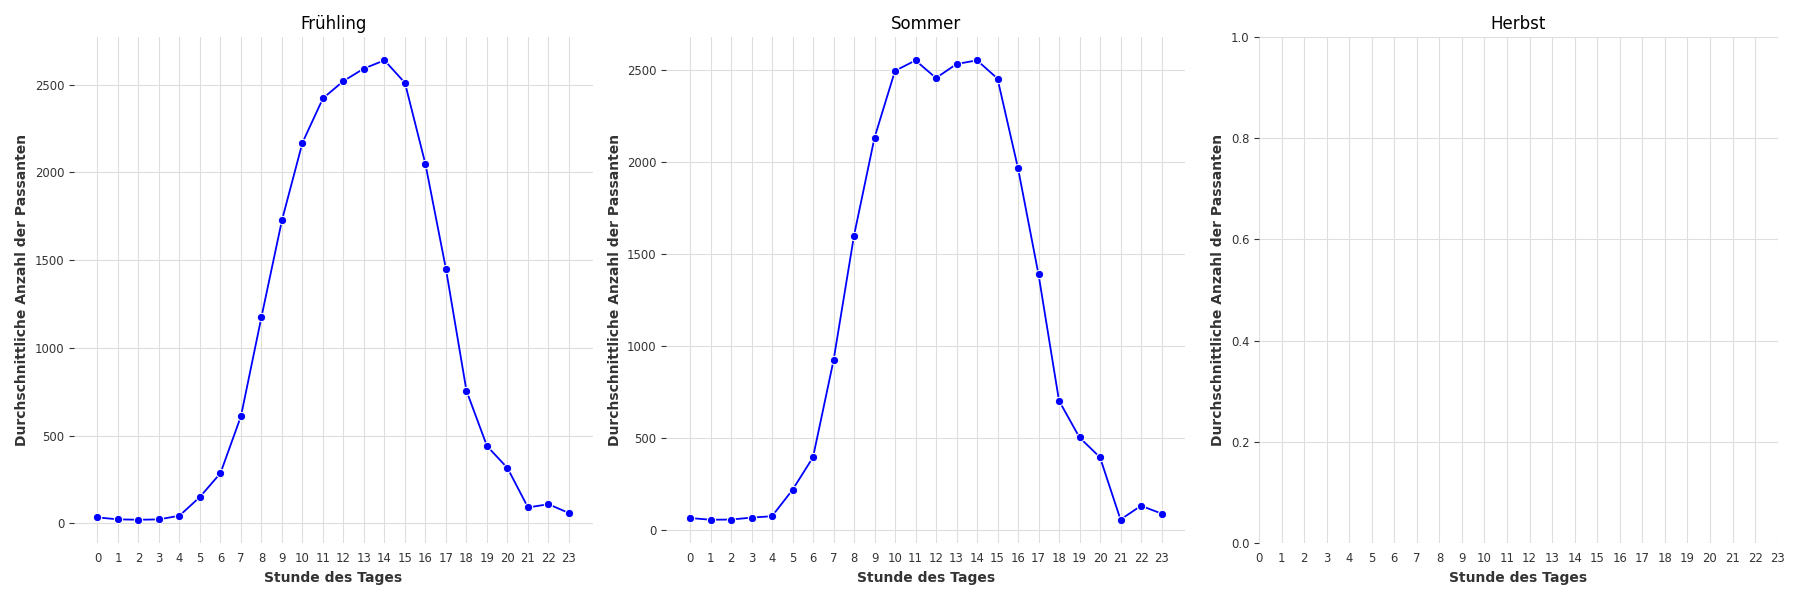 Frühling
Durchschnittliche Anzahl der Passanten
2500
2000
1500
1000
500
0
0 1 2 3 4 5 6 7 8 9 10 11 12 13 14 15 16 17 18 19 20 21 22 23
Stunde des Tages
Sommer
Durchschnittliche Anzahl der Passanten
2500
2000
1500
1000
500
0
0 1 2 3 4 5 6 7 8 9 10 11 12 13 14 15 16 17 18 19 20 21 22 23
Stunde des Tages
Herbst
Durchschnittliche Anzahl der Passanten
1.0
0.8
0.6
0.4
0.2
0.0
0 1 2 3 4 5 6 7 8 9 10 11 12 13 14 15 16 17 18 19 20 21 22 23
Stunde des Tages